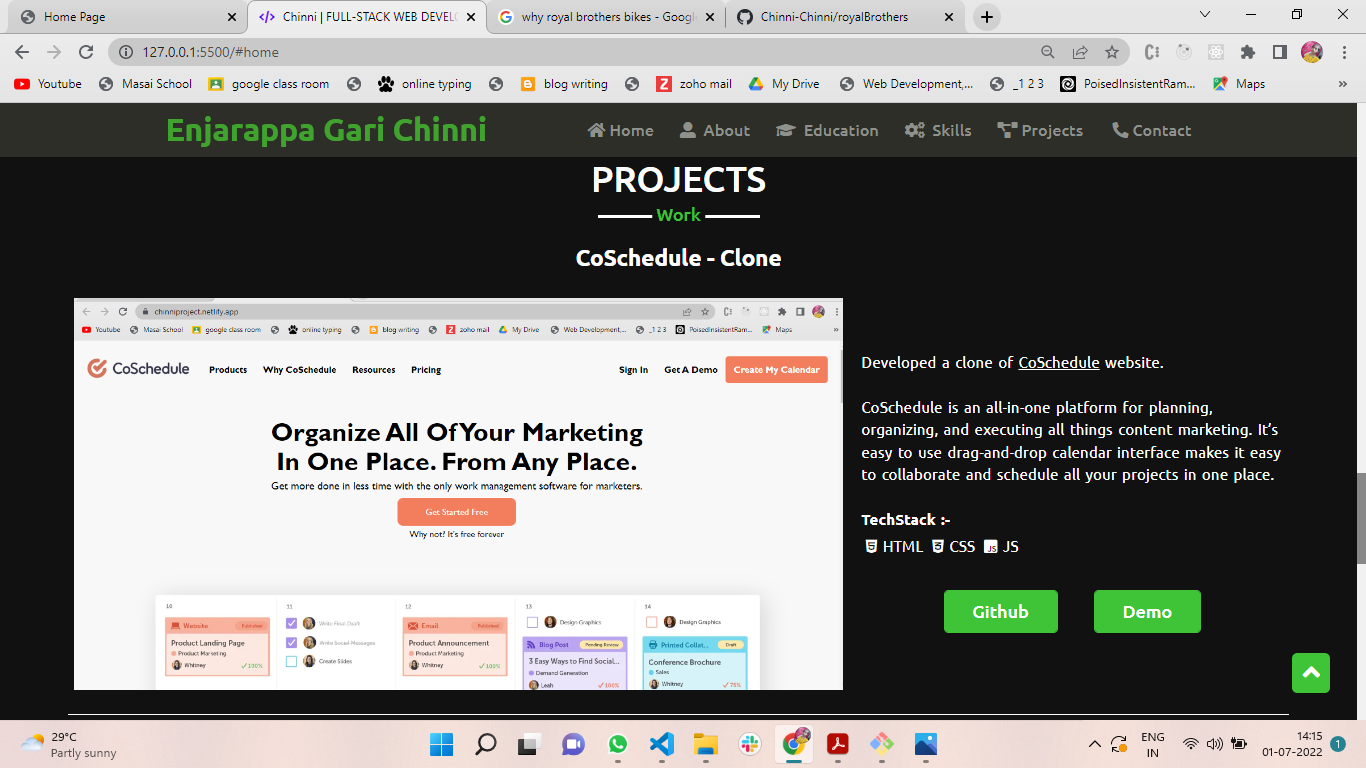 Home Page
Chinni | FULL-STACK WEB DEVELO
why royal brothers bikes - Googl
Chinni-Chinni/royalBrothers
127.0.0.1:5500/#home
Youtube
Masai School
google class room
online typing
blog writing
zoho mail
My Drive
Web Development,...
_1 2 3
PoisedInsistentRam...
Maps
»
Enjarappa Gari Chinni
Home
About
Education
Skills
Projects
Contact
PROJECTS
Work
CoSchedule - Clone
chinniproject.netlify.app
Youtube
Masai School
google class room
online typing
blog writing
zoho mail
My Drive
Web Development,...
_1 2 3
PoisedInsistentRam...
Maps
»
CoSchedule
Products
Why CoSchedule
Resources
Pricing
Sign In
Get A Demo
Create My Calendar
Organize All Of Your Marketing
In One Place. From Any Place.
Get more done in less time with the only work management software for marketers.
Get Started Free
Why not? It's free forever
10
Website
Published
Product Landing Page
Product Marketing
Whitney
100%
11
Write First Draft
Write Social Messages
Create Sides
12
Email
Published
Product Announcement
Product Marketing
Whitney
100%
13
Design Graphics
Blog Post
Pending Review
3 Easy Ways to Find Social...
Demand Generation
Leah
100%
14
Design Graphics
Printed Collat...
Draft
Conference Brochure
Sales
Whitney
75%
Developed a clone of CoSchedule website.
CoSchedule is an all-in-one platform for planning,
organizing, and executing all things content marketing. It's
easy to use drag-and-drop calendar interface makes it easy
to collaborate and schedule all your projects in one place.
TechStack :-
HTML CSS JS
Github
Demo
29°C
Partly sunny
ENG
IN
14:15
01-07-2022
1